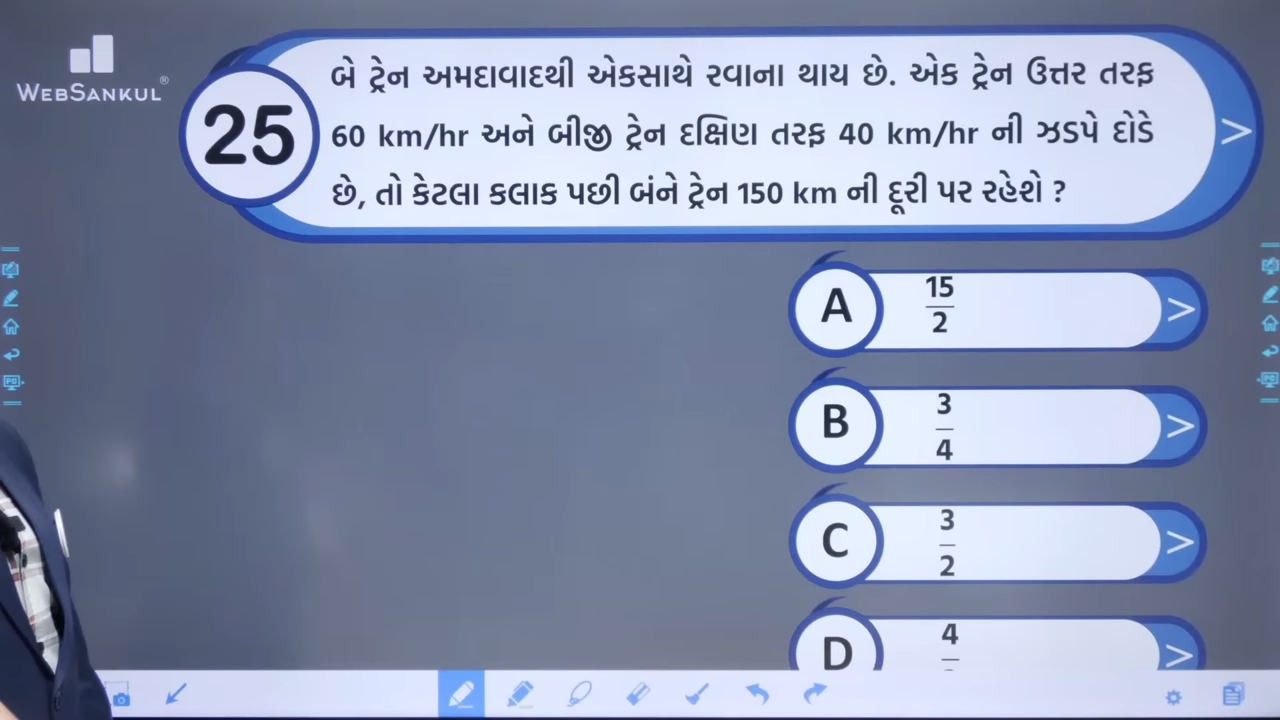 WEBSANKUL®
25
બે ટ્રેન અમદાવાદથી એકસાથે રવાના થાય છે. એક ટ્રેન ઉત્તર તરફ
60 km/hr અને બીજી ટ્રેન દક્ષિણ તરફ 40 km/hr ની ઝડપે દોડે
છે, તો કેટલા કલાક પછી બંને ટ્રેન 150 km ની દૂરી પર રહેશે ?
A 15/2
B 3/4
C 3/2
D 4